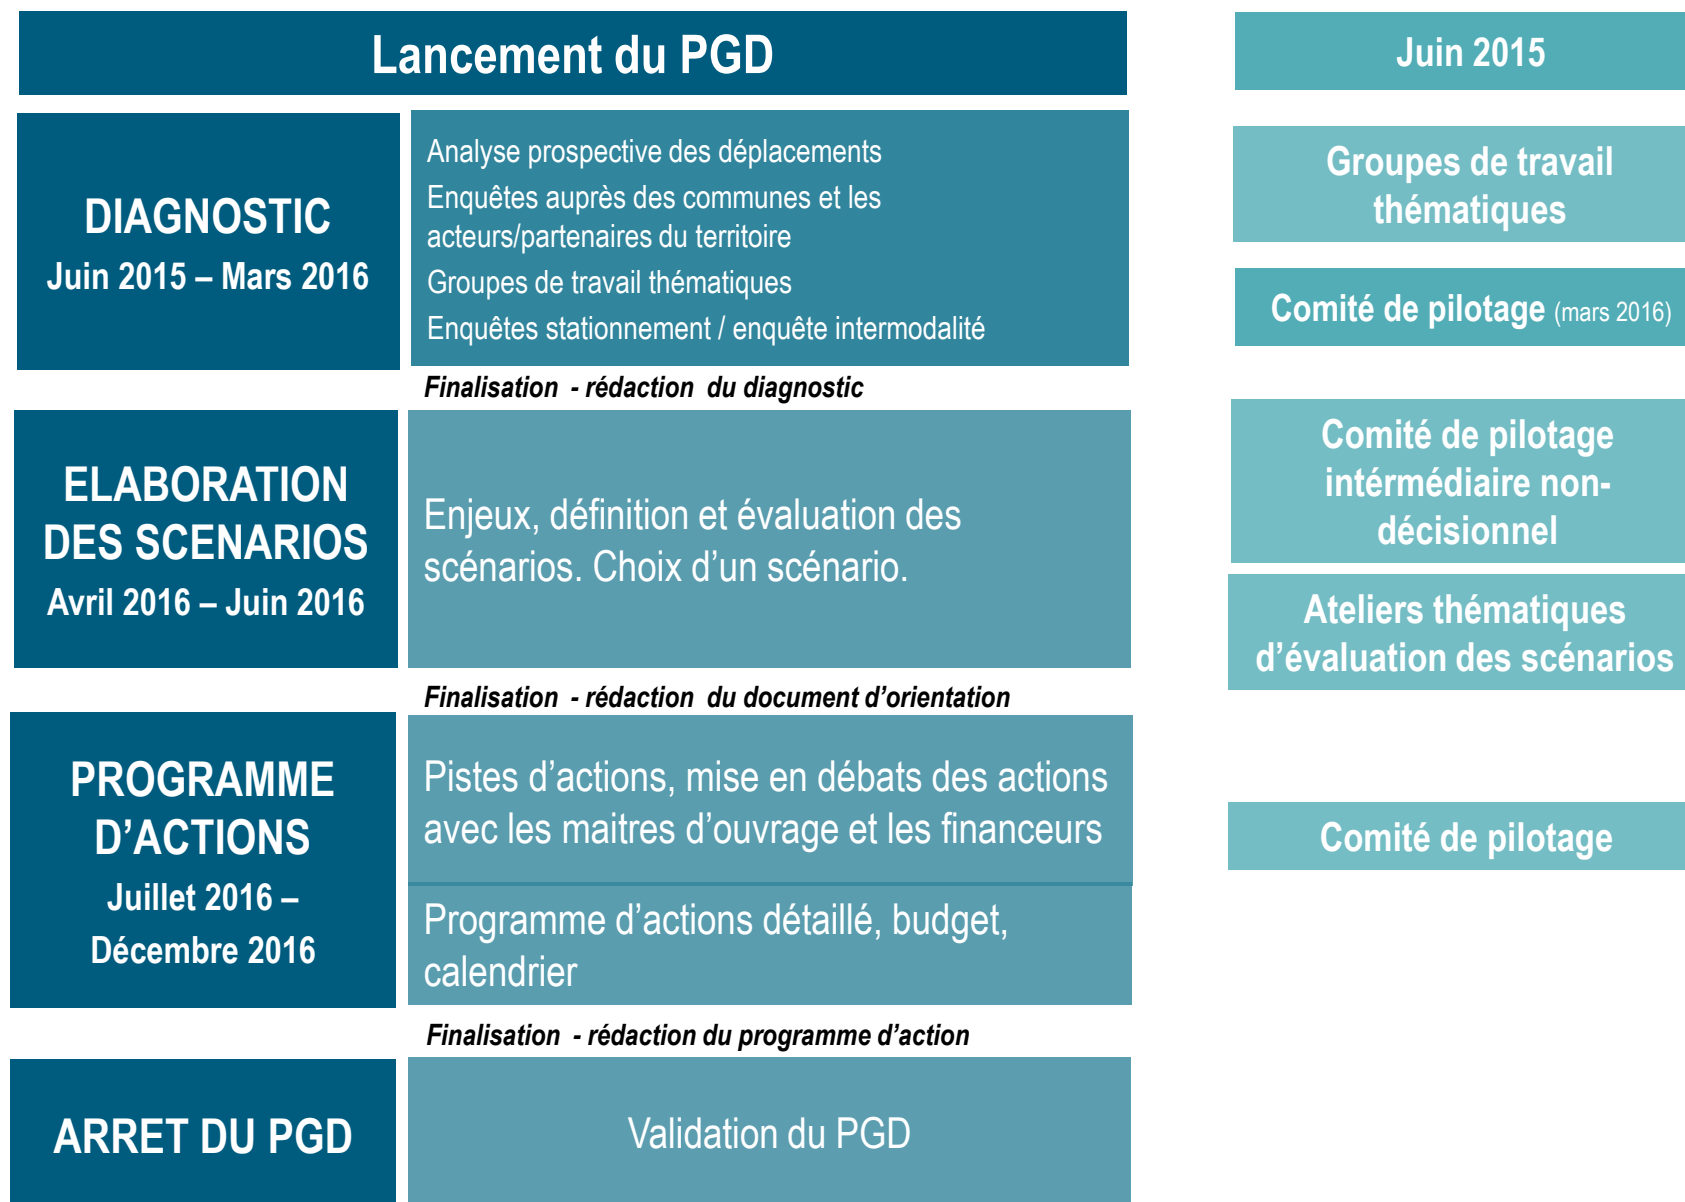 Lancement du PGD
Juin 2015
DIAGNOSTIC
Juin 2015 – Mars 2016
Analyse prospective des déplacements
Enquêtes auprès des communes et les
acteurs/partenaires du territoire
Groupes de travail thématiques
Enquêtes stationnement / enquête intermodalité
Groupes de travail
thématiques
Comité de pilotage (mars 2016)
Finalisation - rédaction du diagnostic
ELABORATION
DES SCENARIOS
Avril 2016 – Juin 2016
Enjeux, définition et évaluation des
scénarios. Choix d’un scénario.
Comité de pilotage
intérmédiaire non-
décisionnel
Ateliers thématiques
d’évaluation des scénarios
Finalisation - rédaction du document d’orientation
PROGRAMME
D’ACTIONS
Juillet 2016 –
Décembre 2016
Pistes d’actions, mise en débats des actions
avec les maitres d’ouvrage et les financeurs
Programme d’actions détaillé, budget,
calendrier
Comité de pilotage
Finalisation - rédaction du programme d’action
ARRET DU PGD
Validation du PGD